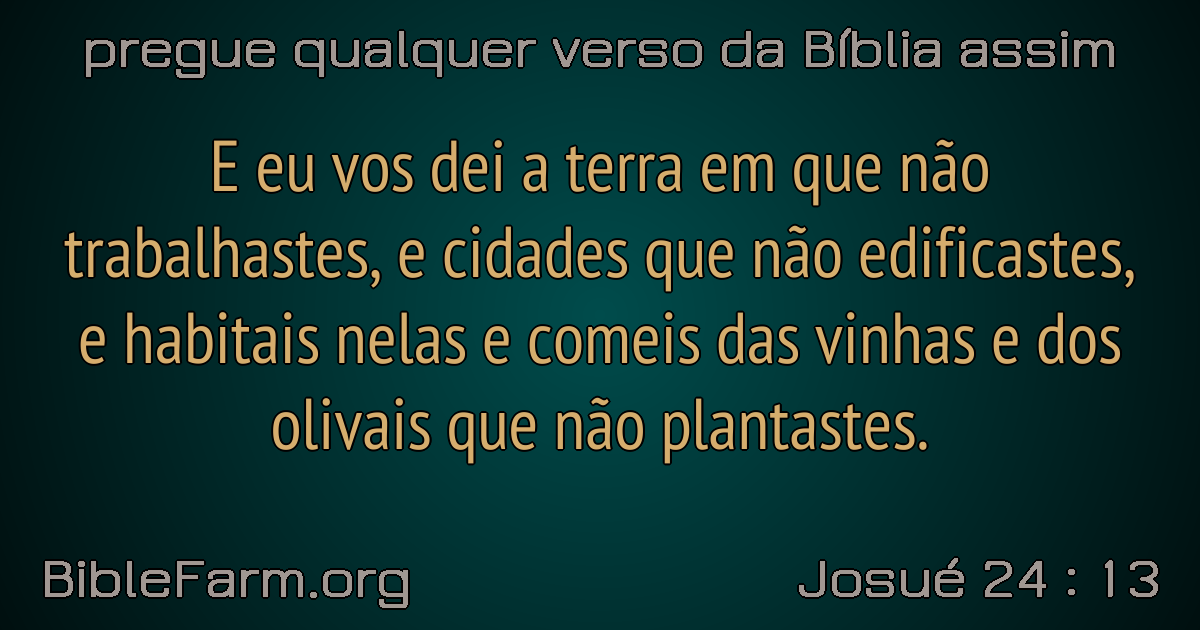 pregue qualquer verso da Bíblia assim
E eu vos dei a terra em que não
trabalhastes, e cidades que não edificastes,
e habitais nelas e comeis das vinhas e dos
olivais que não plantastes.
BibleFarm.org
Josué 24 : 13